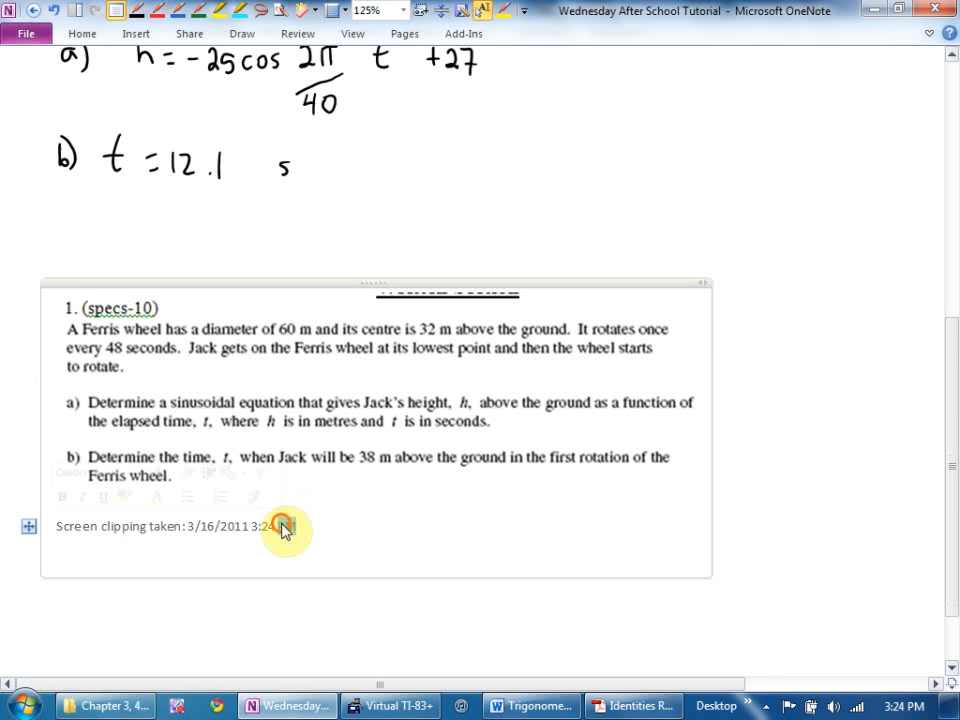 125%
Wednesday After School Tutorial - Microsoft OneNote
File Home Insert Draw Review View Pages Add-Ins
a) h = - 25 cos 2π t + 27
40
b) t = 12.1 s
1. (specs-10)
A Ferris wheel has a diameter of 60 m and its centre is 32 m above the ground. It rotates once
every 48 seconds. Jack gets on the Ferris wheel at its lowest point and then the wheel starts
to rotate.
a) Determine a sinusoidal equation that gives Jack's height, h, above the ground as a function of
the elapsed time, t, where h is in metres and t is in seconds.
b) Determine the time, t, when Jack will be 38 m above the ground in the first rotation of the
Ferris wheel.
B I U
Screen clipping taken: 3/16/2011 3:24
Chapter 3, 4... Wednesday... Virtual TI-83+ Trigonome... Identities R... Desktop 3:24 PM